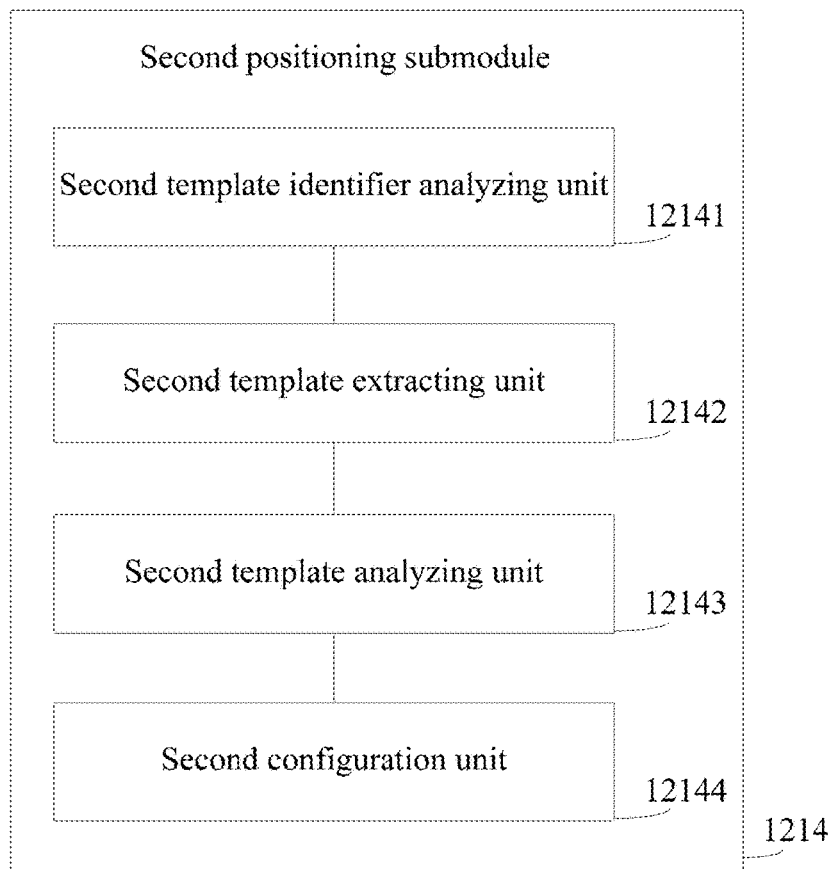 Second positioning submodule
Second template identifier analyzing unit
12141
Second template extracting unit
12142
Second template analyzing unit
12143
Second configuration unit
12144
1214